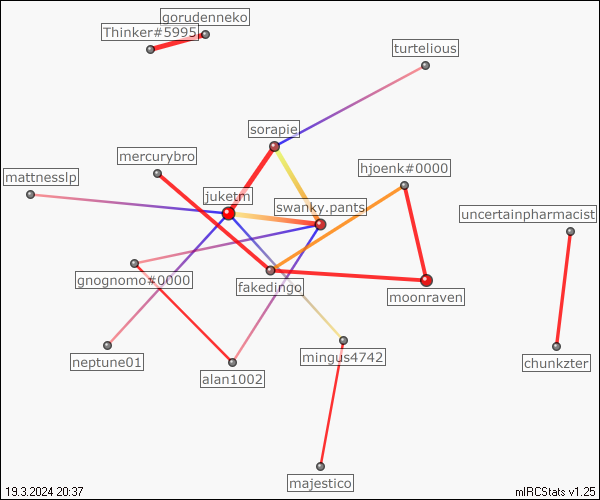 gorudenneko
Thinker#5995
turtelious
sorapie
mercurybro
hjoenk#0000
mattnesslp
juketm
swanky.pants
uncertainpharmacist
gnognomo#0000
fakedingo
moonraven
neptune01
mingus4742
chunkzter
alan1002
majestico
19.3.2024 20:37
mIRCStats v1.25